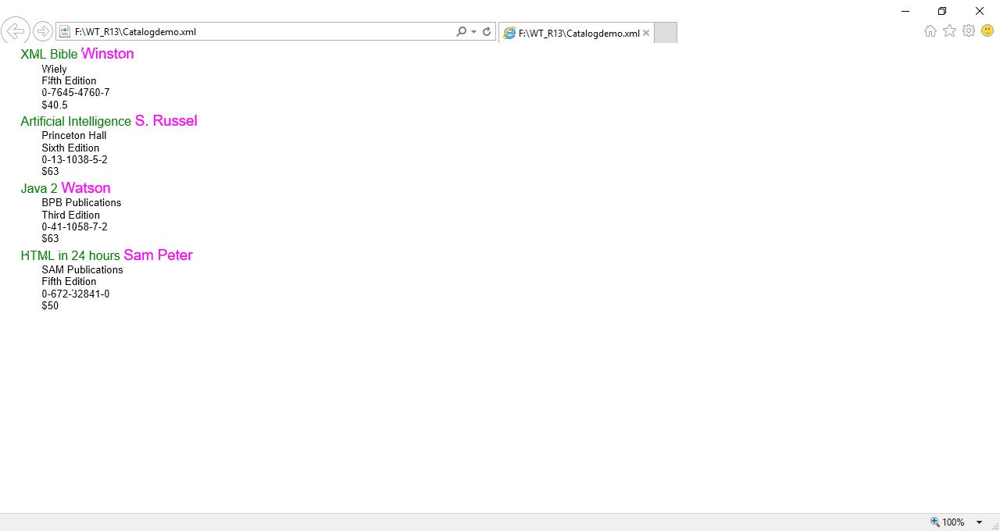 F:\WT_R13\Catalogdemo.xml
F:\WT_R13\Catalogdemo.xml
XML Bible Winston
Wiely
Fifth Edition
0-7645-4760-7
$40.5
Artificial Intelligence S. Russel
Princeton Hall
Sixth Edition
0-13-1038-5-2
$63
Java 2 Watson
BPB Publications
Third Edition
0-41-1058-7-2
$63
HTML in 24 hours Sam Peter
SAM Publications
Fifth Edition
0-672-32841-0
$50
100%